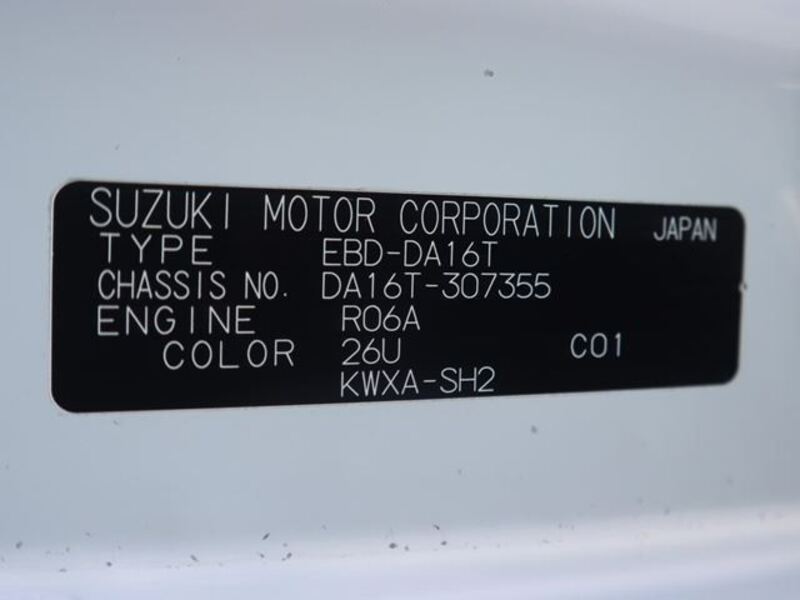 SUZUKI MOTOR CORPORATION JAPAN
TYPE EBD-DA16T
CHASSIS NO. DA16T-307355
ENGINE R06A
COLOR 26U C01
KWXA-SH2